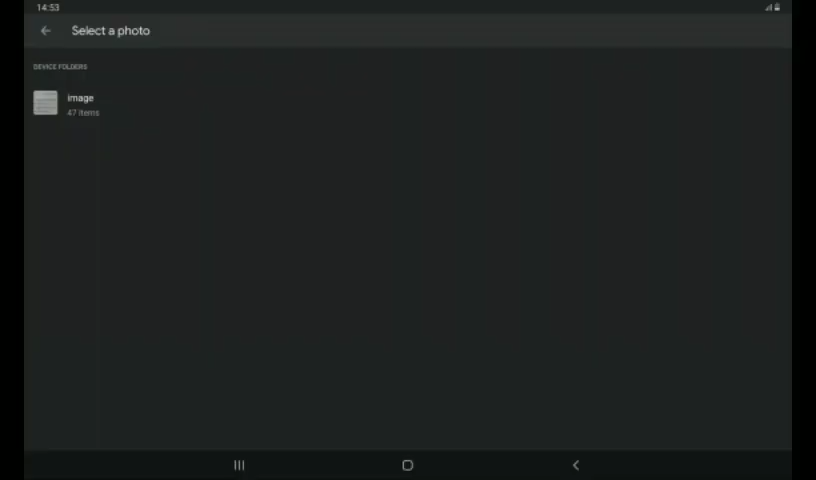 14:53
Select a photo
DEVICE FOLDERS
image
47 items